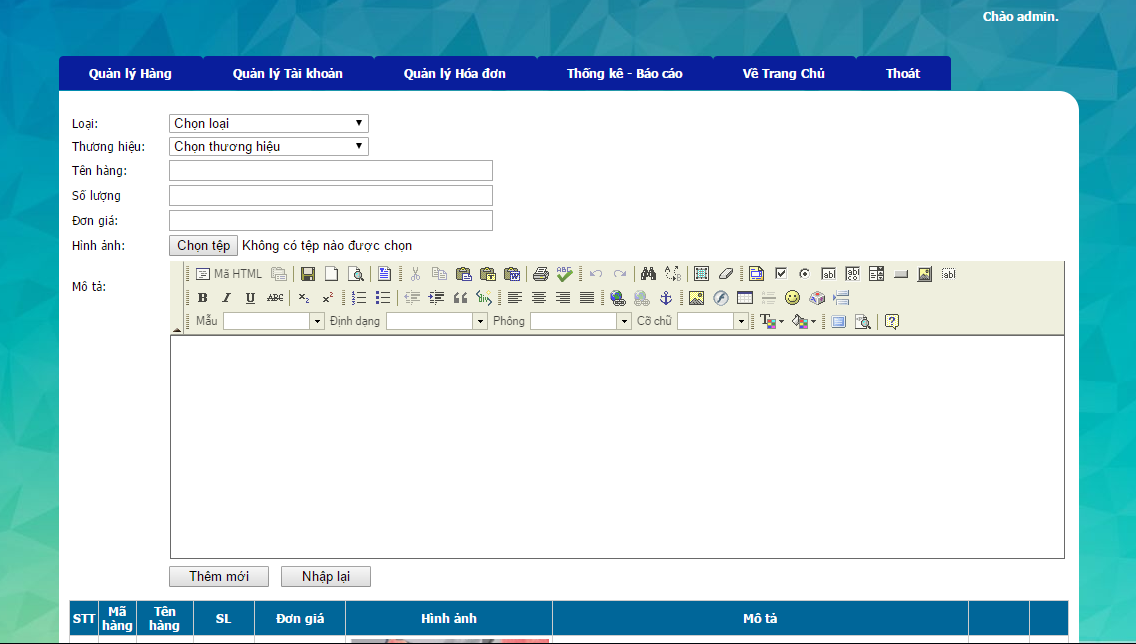 Chào admin.
Quản lý Hàng Quản lý Tài khoản Quản lý Hóa đơn Thống kê - Báo cáo Về Trang Chủ Thoát
Loại: Chọn loại
Thương hiệu: Chọn thương hiệu
Tên hàng:
Số lượng
Đơn giá:
Hình ảnh: Chọn tệp Không có tệp nào được chọn
Mô tả:
Mã HTML
Mẫu Định dạng Phông Cỡ chữ
Thêm mới Nhập lại
STT Mã hàng Tên hàng SL Đơn giá Hình ảnh Mô tả